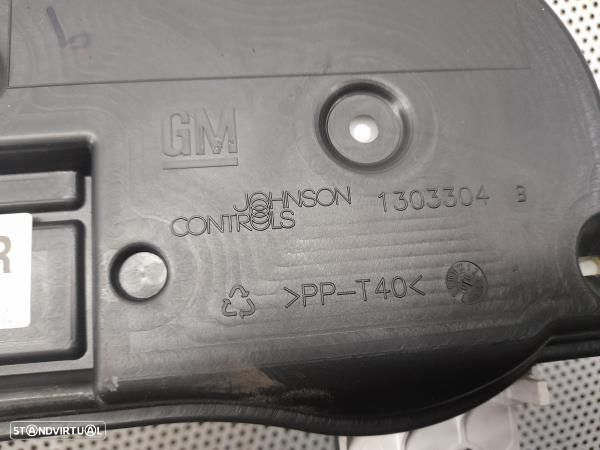 GM
JOHNSON
CONTROLS
1303304 B
>PP-T40<
R
STANDVIRTUAL